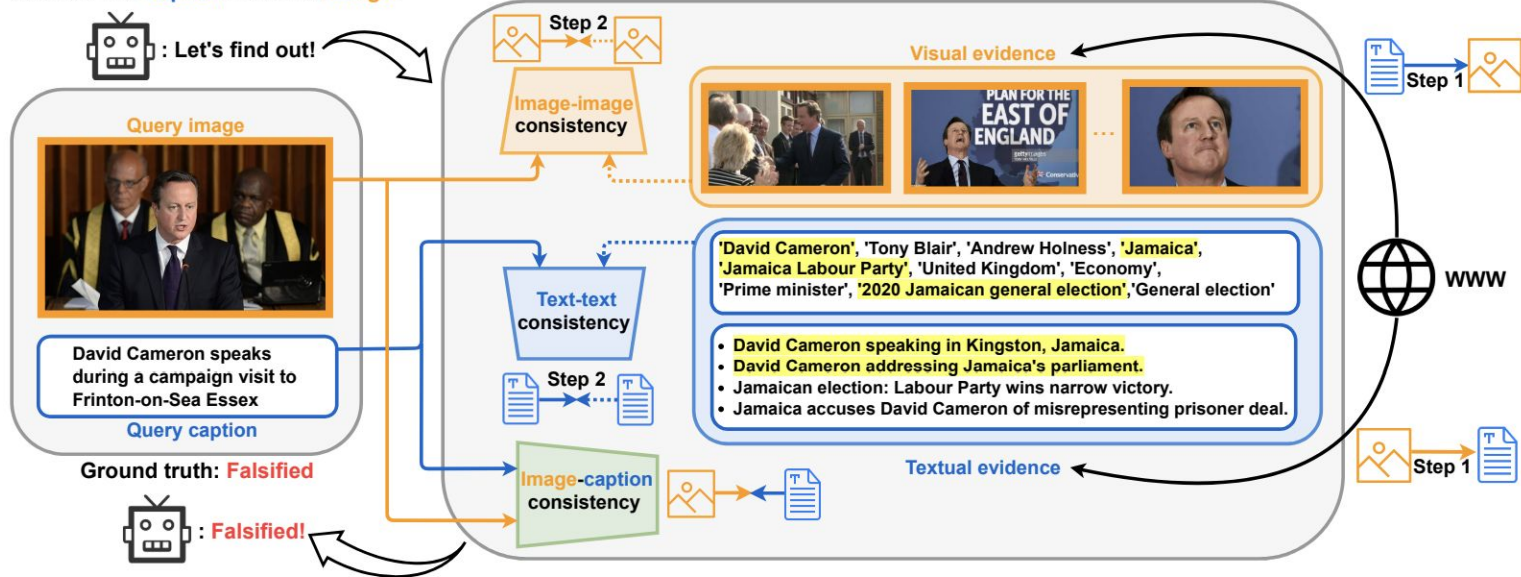 : Let's find out!
Step 2
Visual evidence
Step 1
Query image
Image-image
consistency
PLAN FOR THE
EAST OF
ENGLAND
gettyimages
Conservativ
...
David Cameron speaks
during a campaign visit to
Frinton-on-Sea Essex
Query caption
Text-text
consistency
Step 2
'David Cameron', 'Tony Blair', 'Andrew Holness', 'Jamaica',
'Jamaica Labour Party', 'United Kingdom', 'Economy',
'Prime minister', '2020 Jamaican general election','General election'
• David Cameron speaking in Kingston, Jamaica.
• David Cameron addressing Jamaica's parliament.
• Jamaican election: Labour Party wins narrow victory.
• Jamaica accuses David Cameron of misrepresenting prisoner deal.
WWW
Ground truth: Falsified
: Falsified!
Image-caption
consistency
Textual evidence
T
Step 1